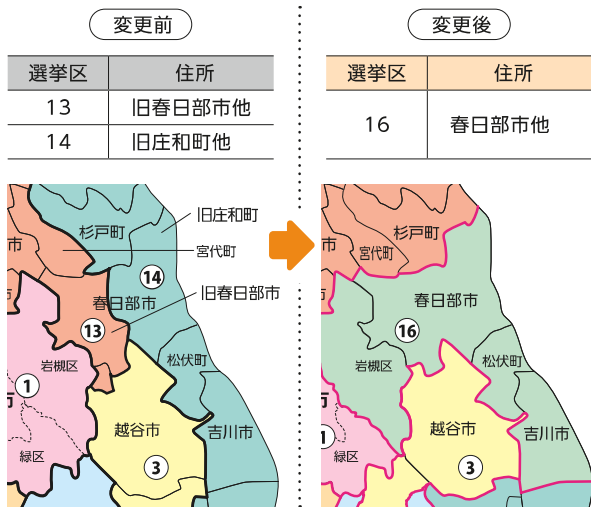 変更前
選挙区 住所
13 旧春日部市他
14 旧庄和町他
変更後
選挙区 住所
16 春日部市他
旧庄和町
杉戸町
市
宮代町
14
旧春日部市
春日部市
13
松伏町
岩槻区
1
市
越谷市
吉川市
緑区
3
杉戸町
市
宮代町
春日部市
16
松伏町
岩槻区
市
1
越谷市
吉川市
緑区
3